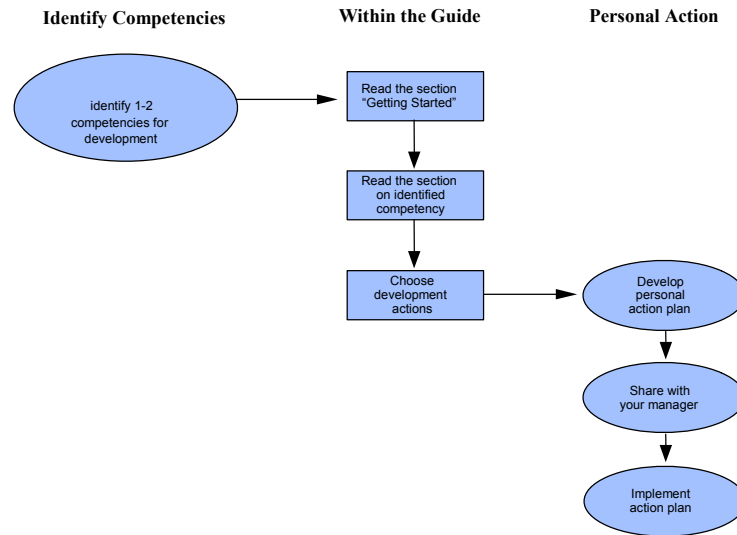 Identify Competencies
Within the Guide
Personal Action
identify 1-2
competencies for
development
Read the section
“Getting Started”
Read the section
on identified
competency
Choose
development
actions
Develop
personal
action plan
Share with
your manager
Implement
action plan